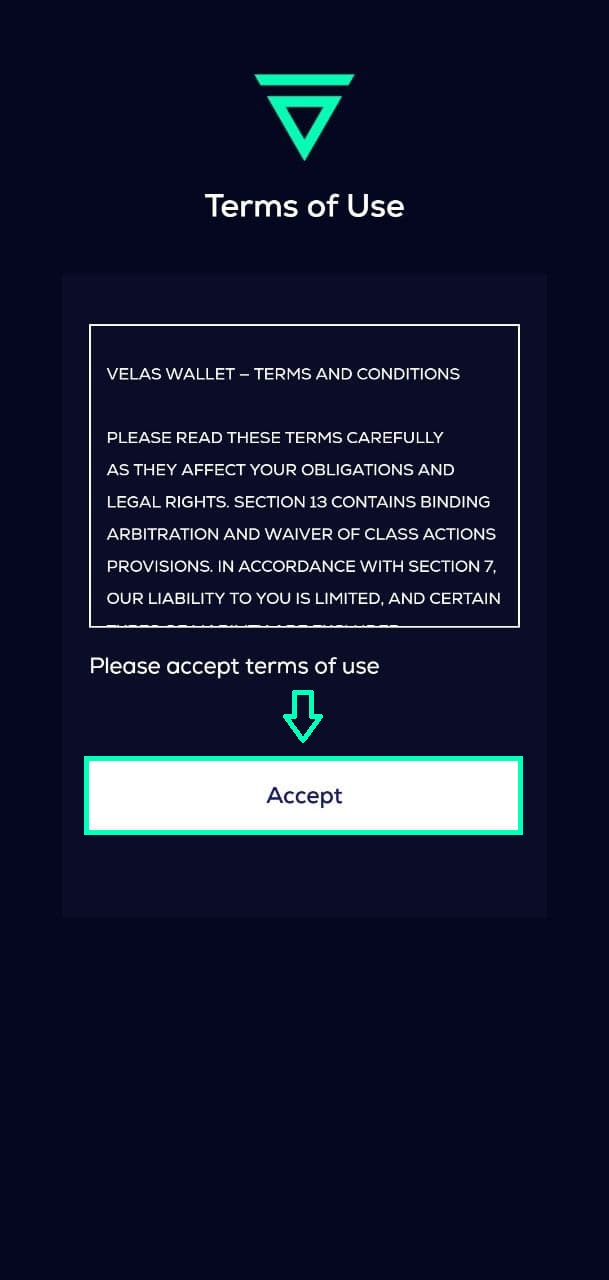 Terms of Use
VELAS WALLET – TERMS AND CONDITIONS
PLEASE READ THESE TERMS CAREFULLY
AS THEY AFFECT YOUR OBLIGATIONS AND
LEGAL RIGHTS. SECTION 13 CONTAINS BINDING
ARBITRATION AND WAIVER OF CLASS ACTIONS
PROVISIONS. IN ACCORDANCE WITH SECTION 7,
OUR LIABILITY TO YOU IS LIMITED, AND CERTAIN
Please accept terms of use
Accept